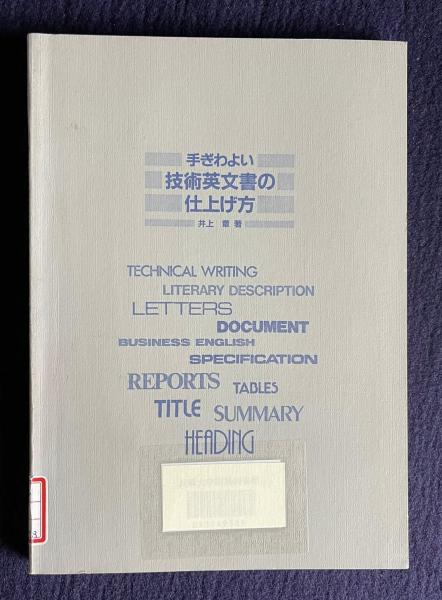 手ぎわよい
技術英文書の
仕上げ方
井上 章 著
TECHNICAL WRITING
LITERARY DESCRIPTION
LETTERS
DOCUMENT
BUSINESS ENGLISH
SPECIFICATION
REPORTS TABLES
TITLE SUMMARY
HEADING